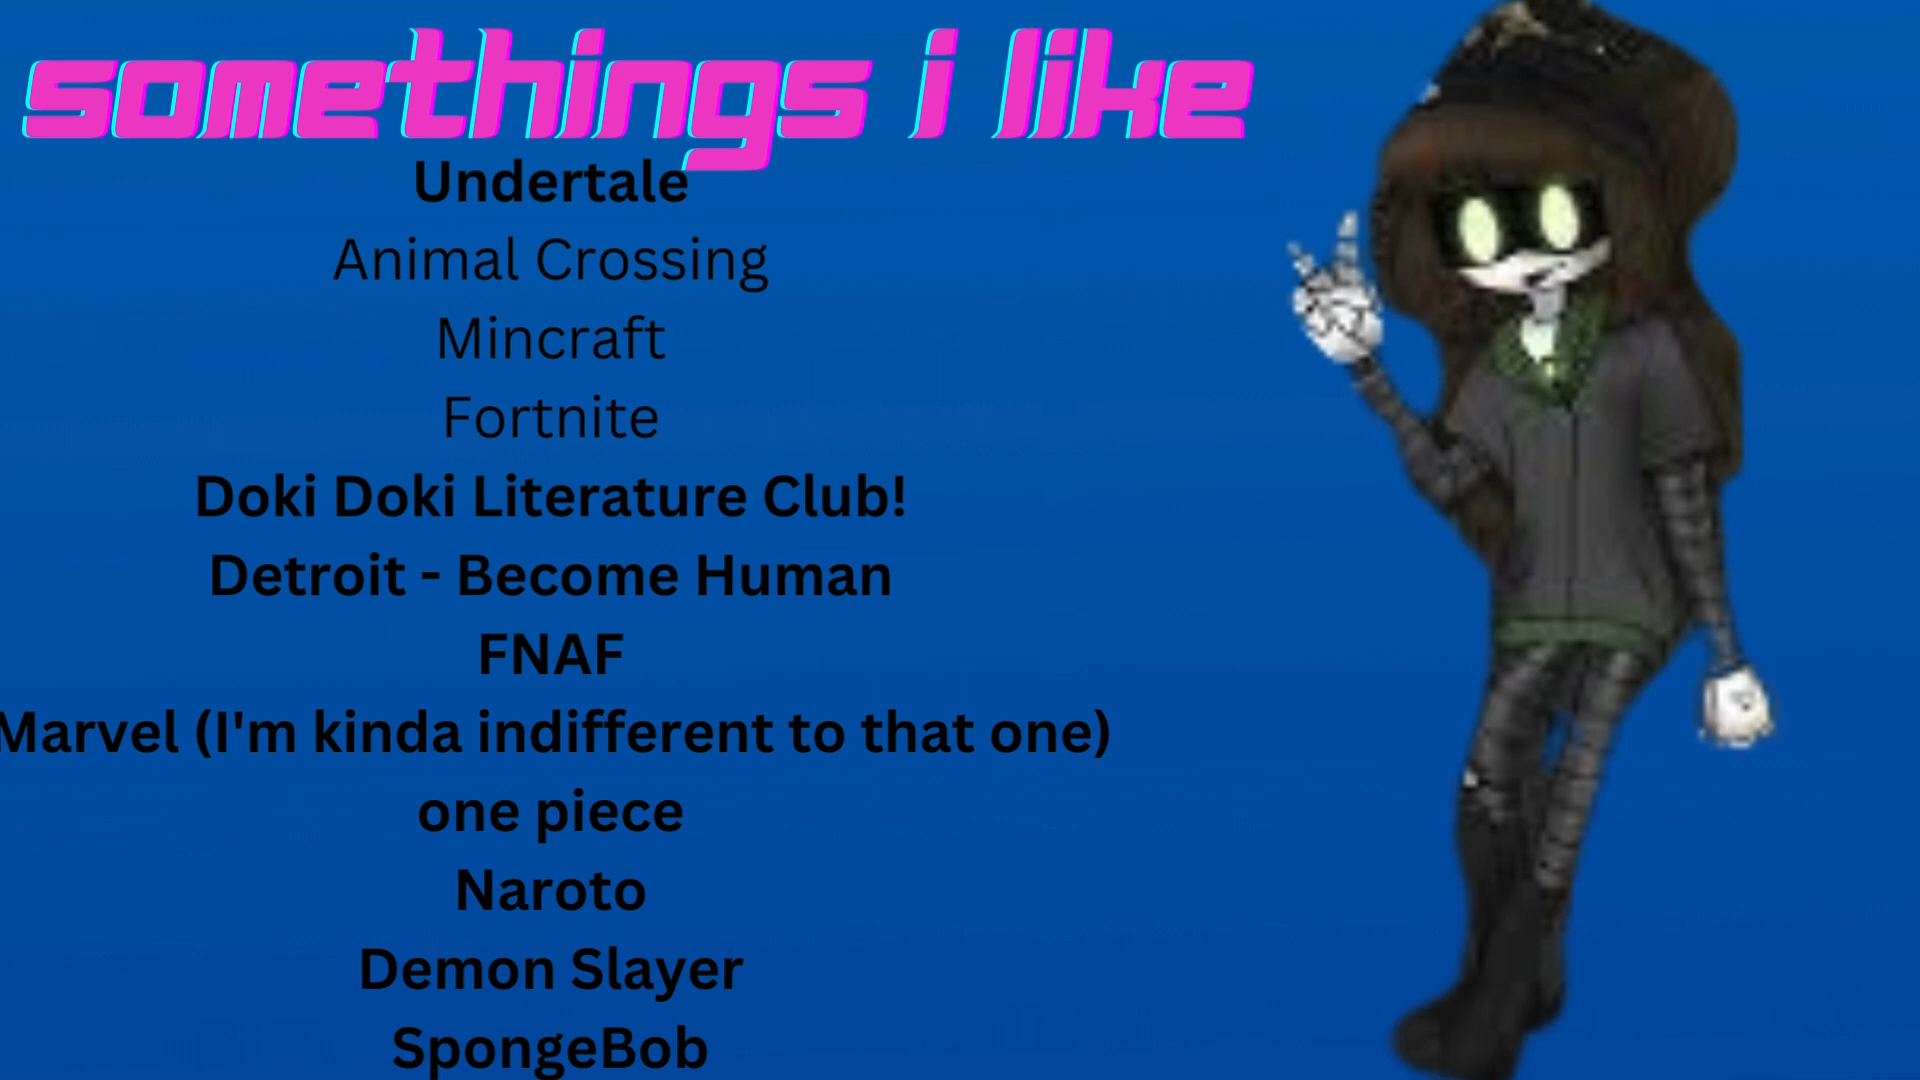 somethings i like
Undertale
Animal Crossing
Mincraft
Fortnite
Doki Doki Literature Club!
Detroit - Become Human
FNAF
Marvel (I'm kinda indifferent to that one)
one piece
Naroto
Demon Slayer
SpongeBob